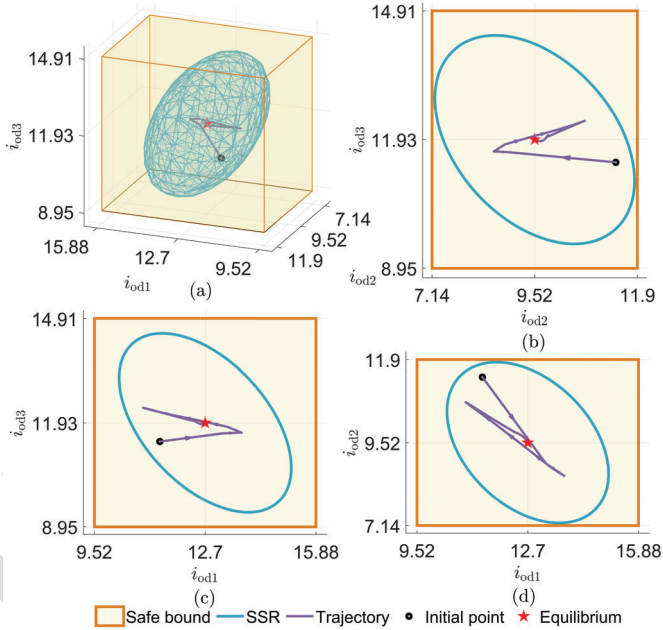 14.91
11.93
8.95
i_od3
15.88
12.7
9.52
i_od1
7.14
9.52
11.9
i_od2
(a)
14.91
11.93
8.95
i_od3
7.14
9.52
11.9
i_od2
(b)
14.91
11.93
8.95
i_od3
9.52
12.7
15.88
i_od1
(c)
11.9
9.52
7.14
i_od2
9.52
12.7
15.88
i_od1
(d)
Safe bound SSR Trajectory Initial point Equilibrium